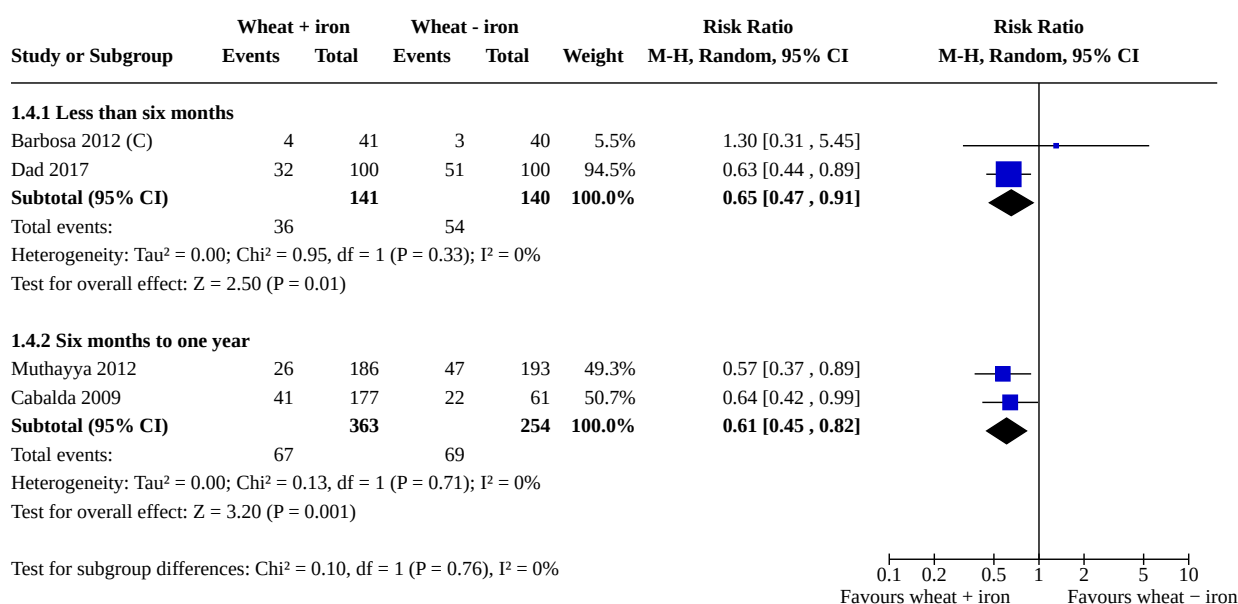 Wheat + iron Wheat - iron Risk Ratio Risk Ratio
Study or Subgroup Events Total Events Total Weight M-H, Random, 95% CI M-H, Random, 95% CI
1.4.1 Less than six months
Barbosa 2012 (C) 4 41 3 40 5.5% 1.30 [0.31 , 5.45]
Dad 2017 32 100 51 100 94.5% 0.63 [0.44 , 0.89]
Subtotal (95% CI) 141 140 100.0% 0.65 [0.47 , 0.91]
Total events: 36 54
Heterogeneity: Tau² = 0.00; Chi² = 0.95, df = 1 (P = 0.33); I² = 0%
Test for overall effect: Z = 2.50 (P = 0.01)
1.4.2 Six months to one year
Muthayya 2012 26 186 47 193 49.3% 0.57 [0.37 , 0.89]
Cabalda 2009 41 177 22 61 50.7% 0.64 [0.42 , 0.99]
Subtotal (95% CI) 363 254 100.0% 0.61 [0.45 , 0.82]
Total events: 67 69
Heterogeneity: Tau² = 0.00; Chi² = 0.13, df = 1 (P = 0.71); I² = 0%
Test for overall effect: Z = 3.20 (P = 0.001)
Test for subgroup differences: Chi² = 0.10, df = 1 (P = 0.76), I² = 0%
0.1 0.2 0.5 1 2 5 10
Favours wheat + iron Favours wheat − iron